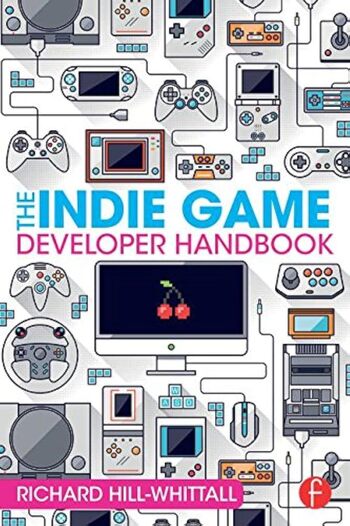 THE
INDIE GAME
DEVELOPER HANDBOOK
W
A S D
RICHARD HILL-WHITTALL
f